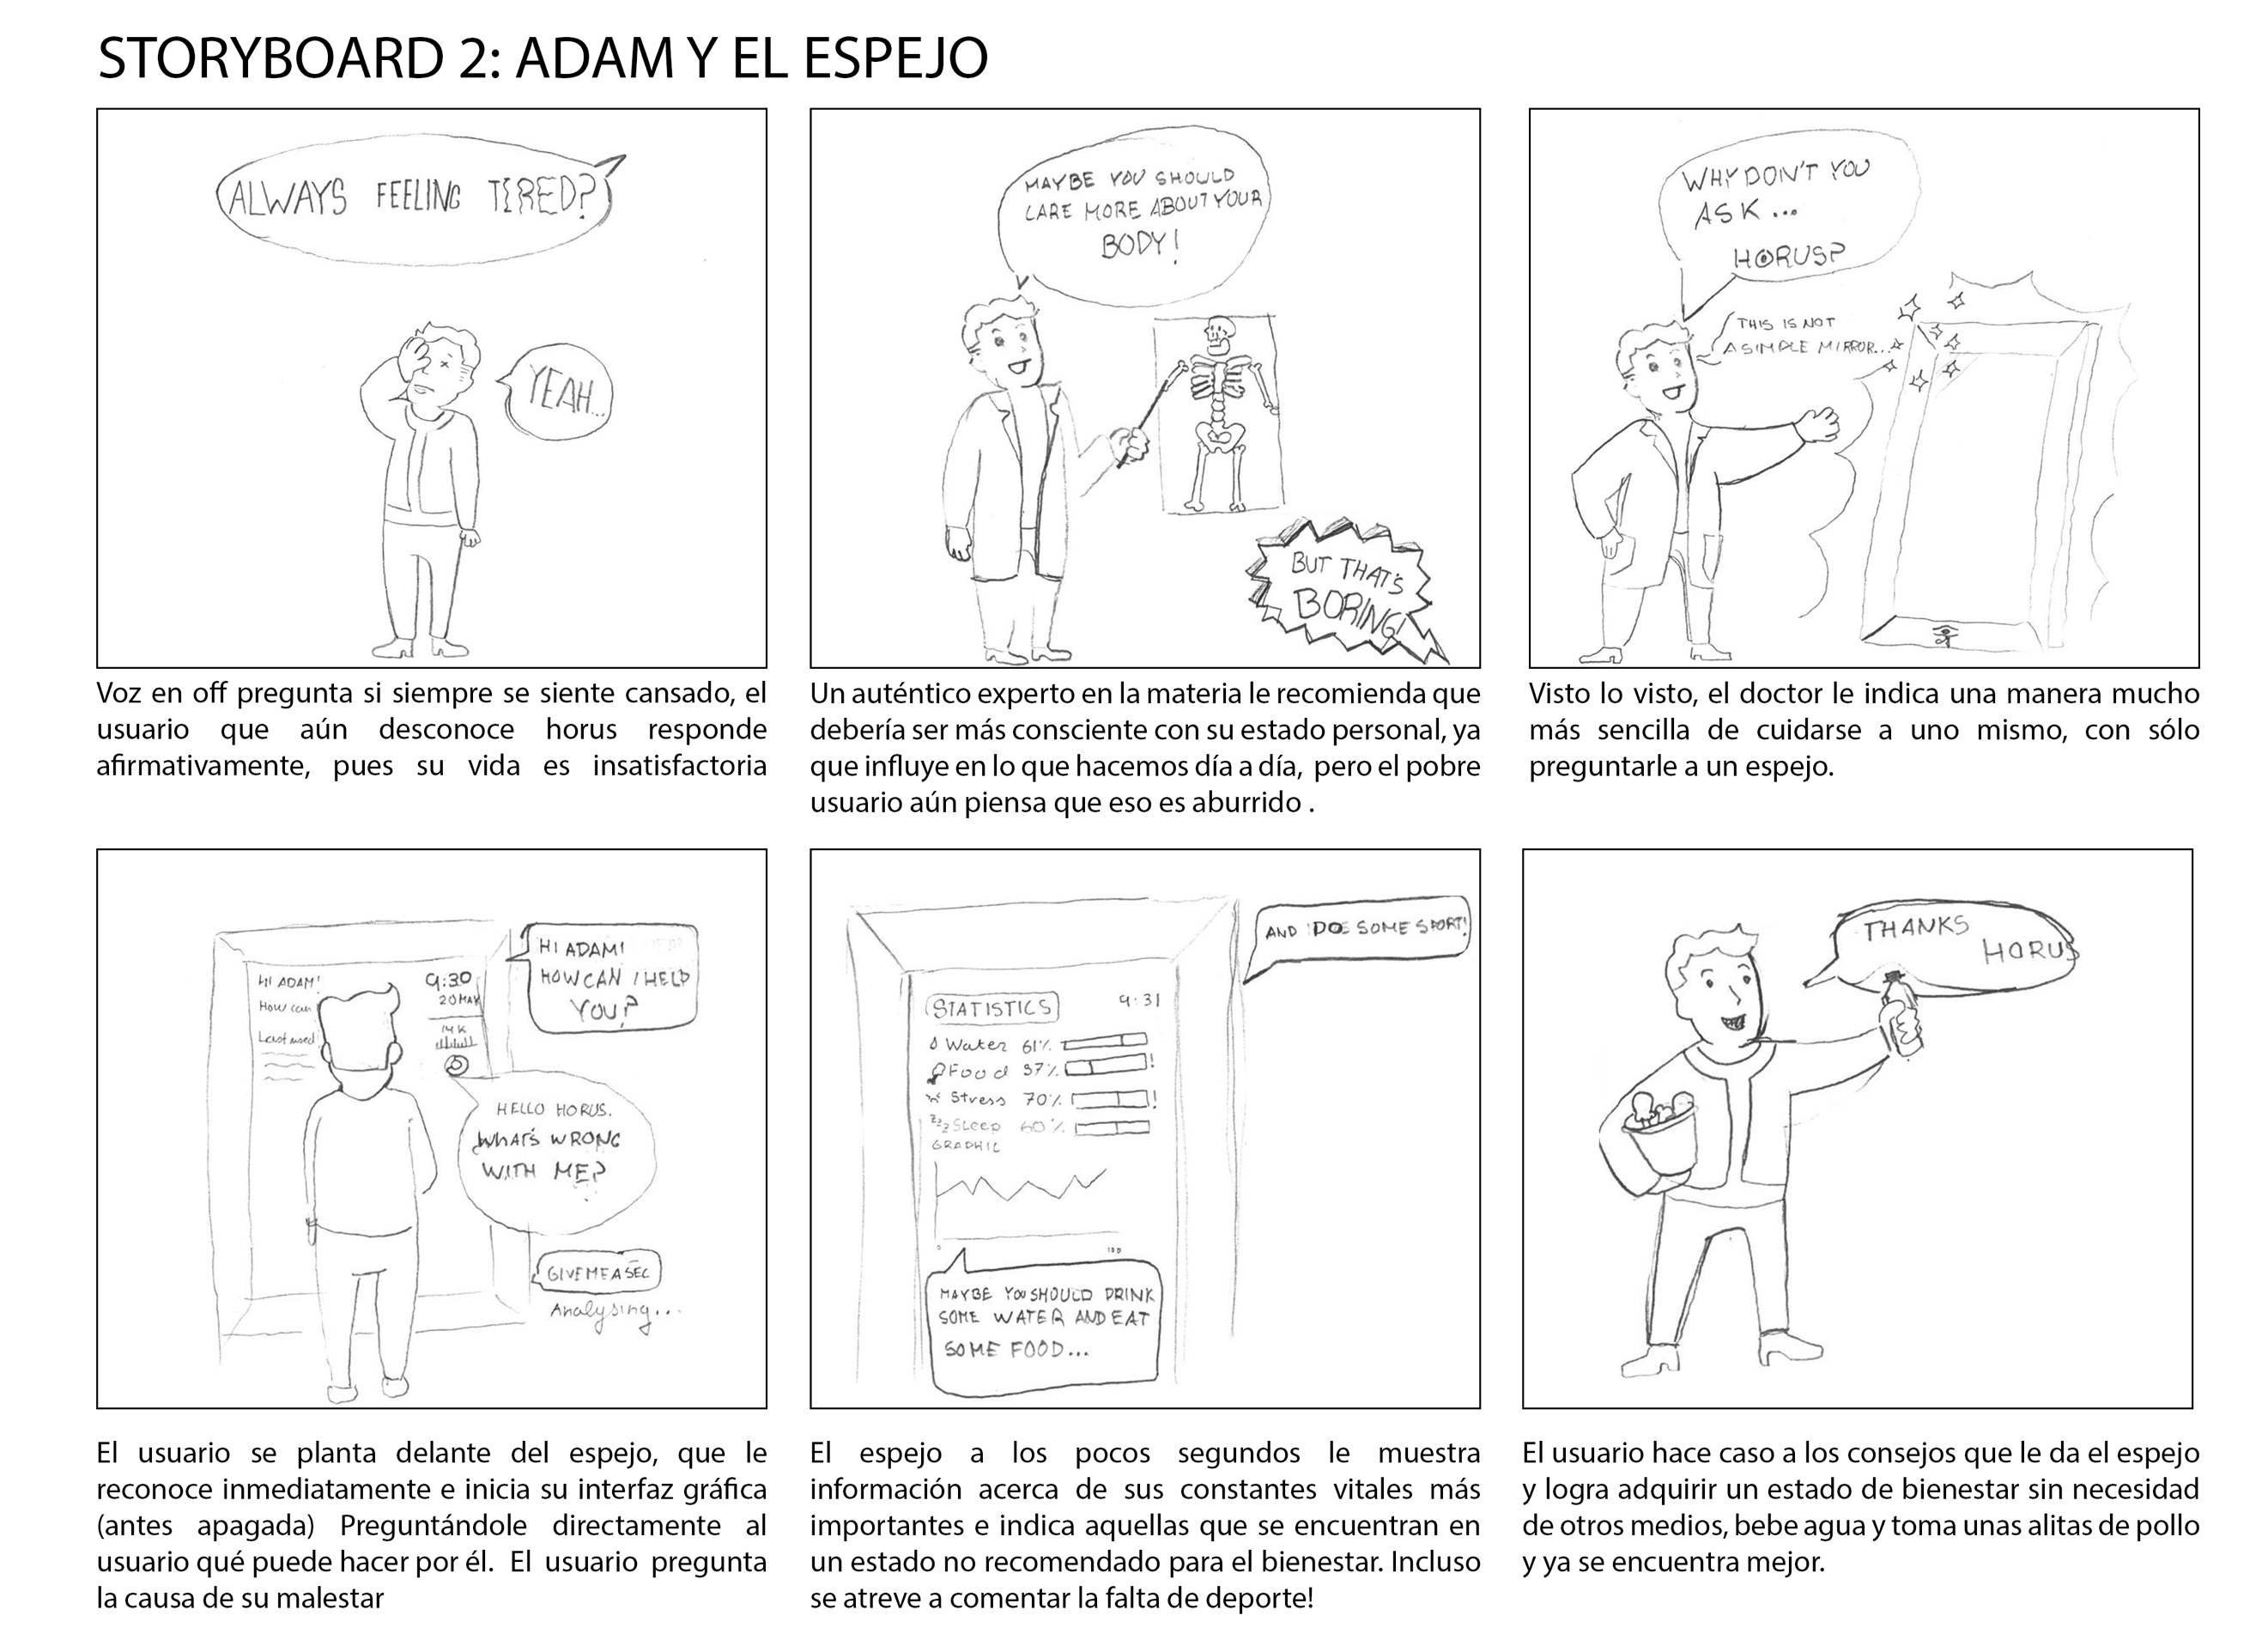 STORYBOARD 2: ADAM Y EL ESPEJO
ALWAYS FEELING TIRED?
YEAH...
Voz en off pregunta si siempre se siente cansado, el
usuario que aún desconoce horus responde
afirmativamente, pues su vida es insatisfactoria
MAYBE YOU SHOULD
CARE MORE ABOUT YOUR
BODY!
BUT THAT'S
BORING!
Un auténtico experto en la materia le recomienda que
debería ser más consciente con su estado personal, ya
que influye en lo que hacemos día a día, pero el pobre
usuario aún piensa que eso es aburrido .
WHY DON'T YOU
ASK...
HORUS?
THIS IS NOT
A SIMPLE MIRROR...
Visto lo visto, el doctor le indica una manera mucho
más sencilla de cuidarse a uno mismo, con sólo
preguntarle a un espejo.
HI ADAM!
How can
Last used
9:30
20 MAY
14 K
HI ADAM!
HOW CAN I HELP
YOU?
HELLO HORUS.
WHAT'S WRONG
WITH ME?
GIVE ME A SEC
Analysing...
El usuario se planta delante del espejo, que le
reconoce inmediatamente e inicia su interfaz gráfica
(antes apagada) Preguntándole directamente al
usuario qué puede hacer por él. El usuario pregunta
la causa de su malestar
AND DO SOME SPORT!
STATISTICS 9:31
Water 61%
Food 37% !
Stress 70% !
zzz Sleep 60%
GRAPHIC
0 100
MAYBE YOU SHOULD DRINK
SOME WATER AND EAT
SOME FOOD...
El espejo a los pocos segundos le muestra
información acerca de sus constantes vitales más
importantes e indica aquellas que se encuentran en
un estado no recomendado para el bienestar. Incluso
se atreve a comentar la falta de deporte!
THANKS
HORUS
El usuario hace caso a los consejos que le da el espejo
y logra adquirir un estado de bienestar sin necesidad
de otros medios, bebe agua y toma unas alitas de pollo
y ya se encuentra mejor.